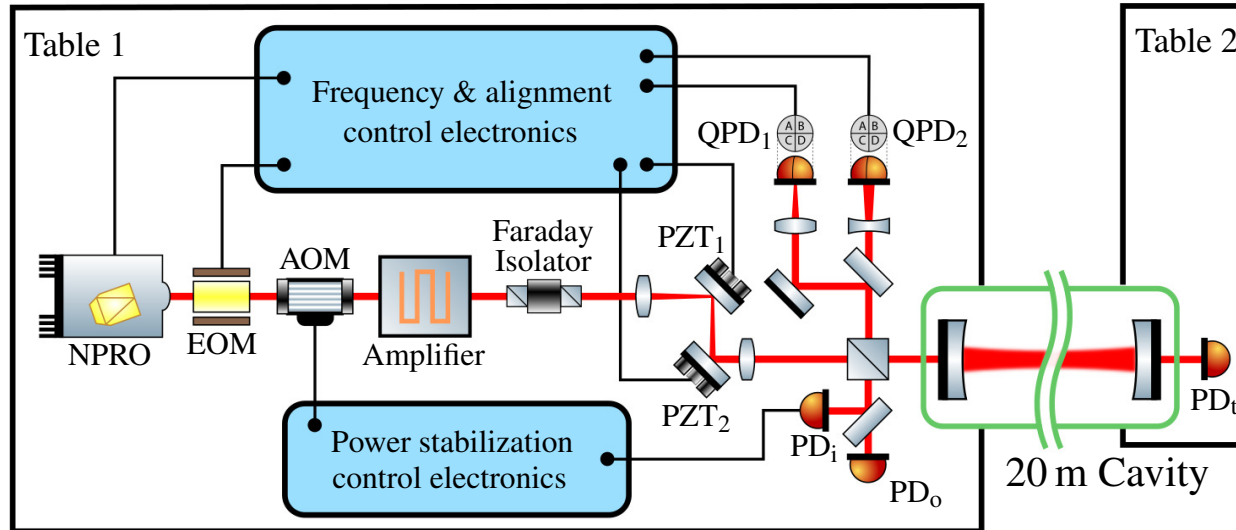 Table 1
Table 2
Frequency & alignment
control electronics
A B
C D
QPD1
A B
C D
QPD2
Faraday
Isolator
PZT1
AOM
NPRO
EOM
Amplifier
PZT2
PDi
PDt
Power stabilization
control electronics
PDo
20 m Cavity